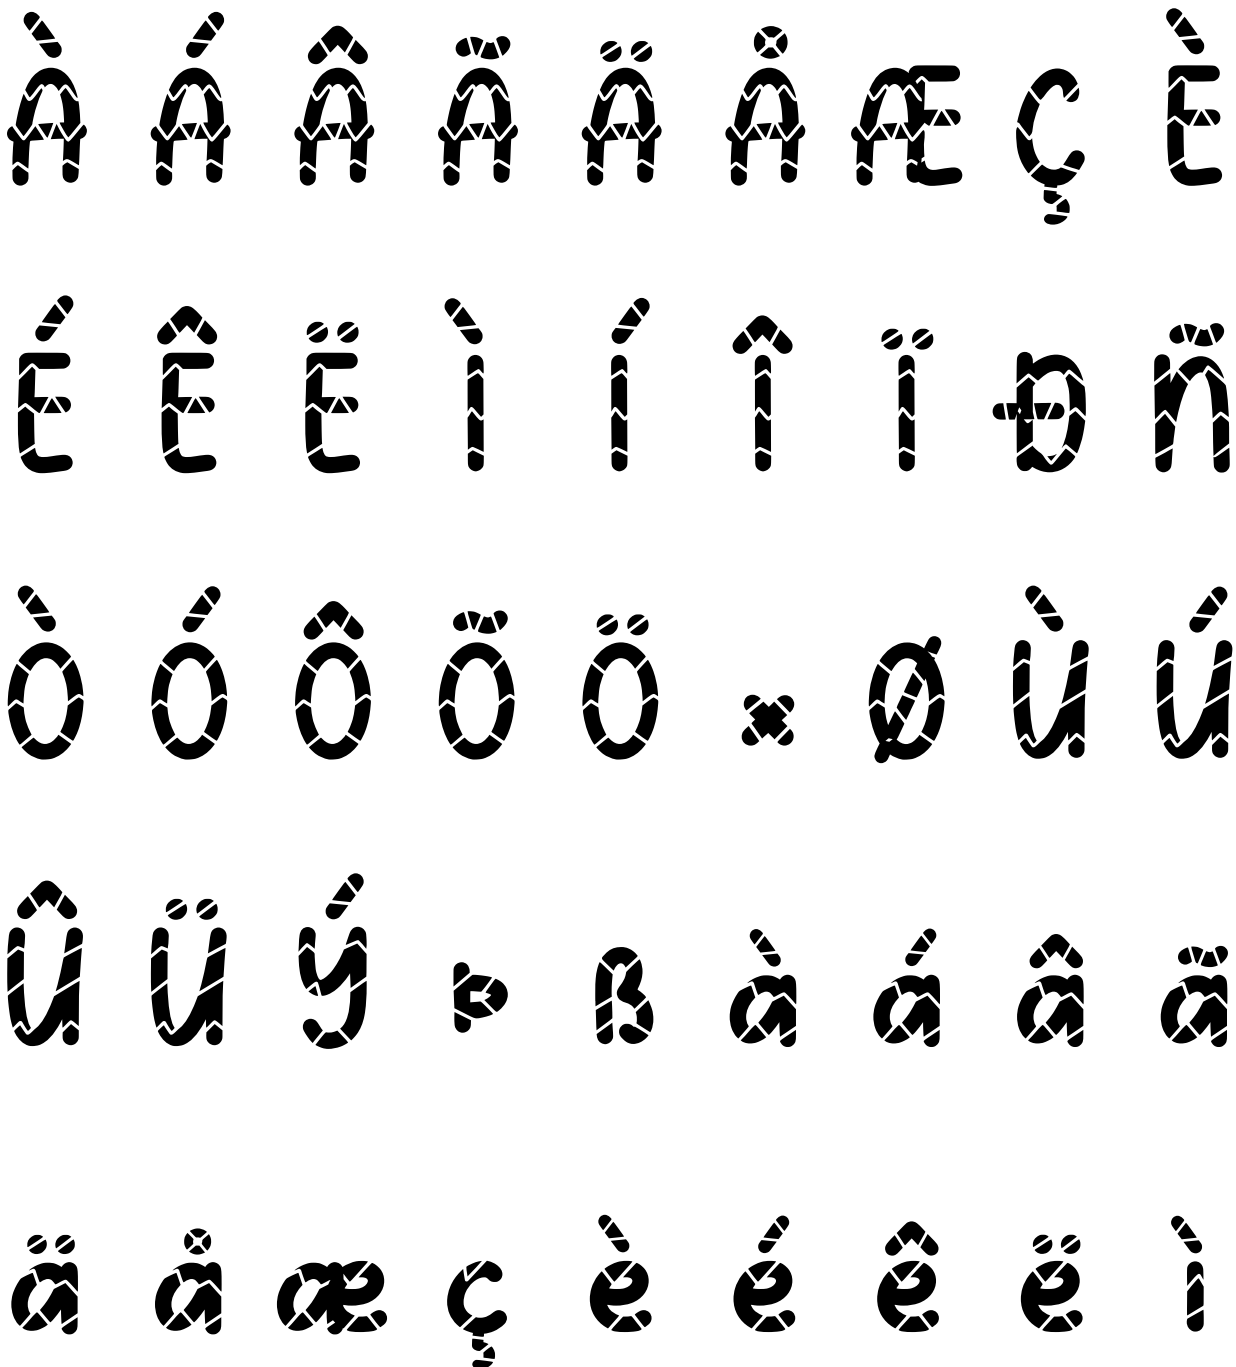 À Á Â Ã Ä Å Æ Ç È
É Ê Ë Ì Í Î Ï Ð Ñ
Ò Ó Ô Õ Ö × Ø Ù Ú
Û Ü Ý Þ ß à á â ã
ä å æ ç è é ê ë ì